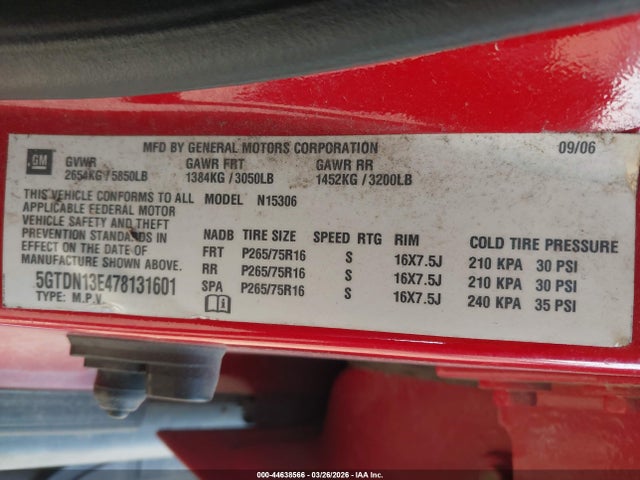 GM
MFD BY GENERAL MOTORS CORPORATION 09/06
GVWR GAWR FRT GAWR RR
2654KG / 5850LB 1384KG / 3050LB 1452KG / 3200LB
THIS VEHICLE CONFORMS TO ALL
APPLICABLE FEDERAL MOTOR
VEHICLE SAFETY AND THEFT
PREVENTION STANDARDS IN
EFFECT ON THE DATE OF
MANUFACTURE SHOWN ABOVE.
5GTDN13E478131601
TYPE: M.P.V.
MODEL N15306
NADB TIRE SIZE SPEED RTG RIM COLD TIRE PRESSURE
FRT P265/75R16 S 16X7.5J 210 KPA 30 PSI
RR P265/75R16 S 16X7.5J 210 KPA 30 PSI
SPA P265/75R16 S 16X7.5J 240 KPA 35 PSI
000-44638566 | 03/26/2026 | IAA Inc.